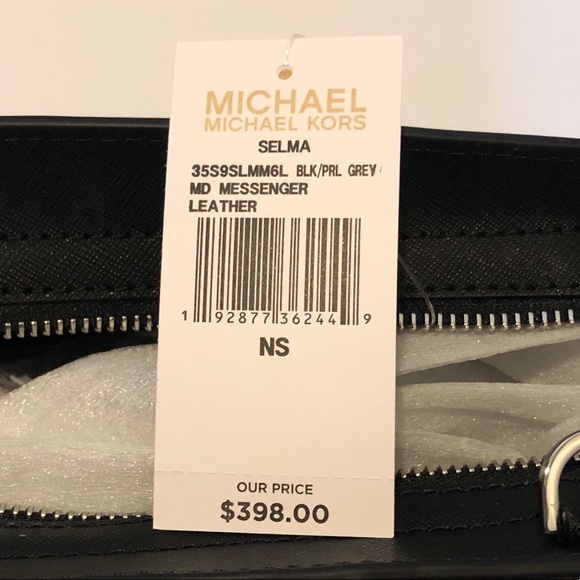 MICHAEL
MICHAEL KORS
SELMA
35S9SLMM6L BLK/PRL GREY
MD MESSENGER
LEATHER
1 92877 36244 9
NS
OUR PRICE
$398.00